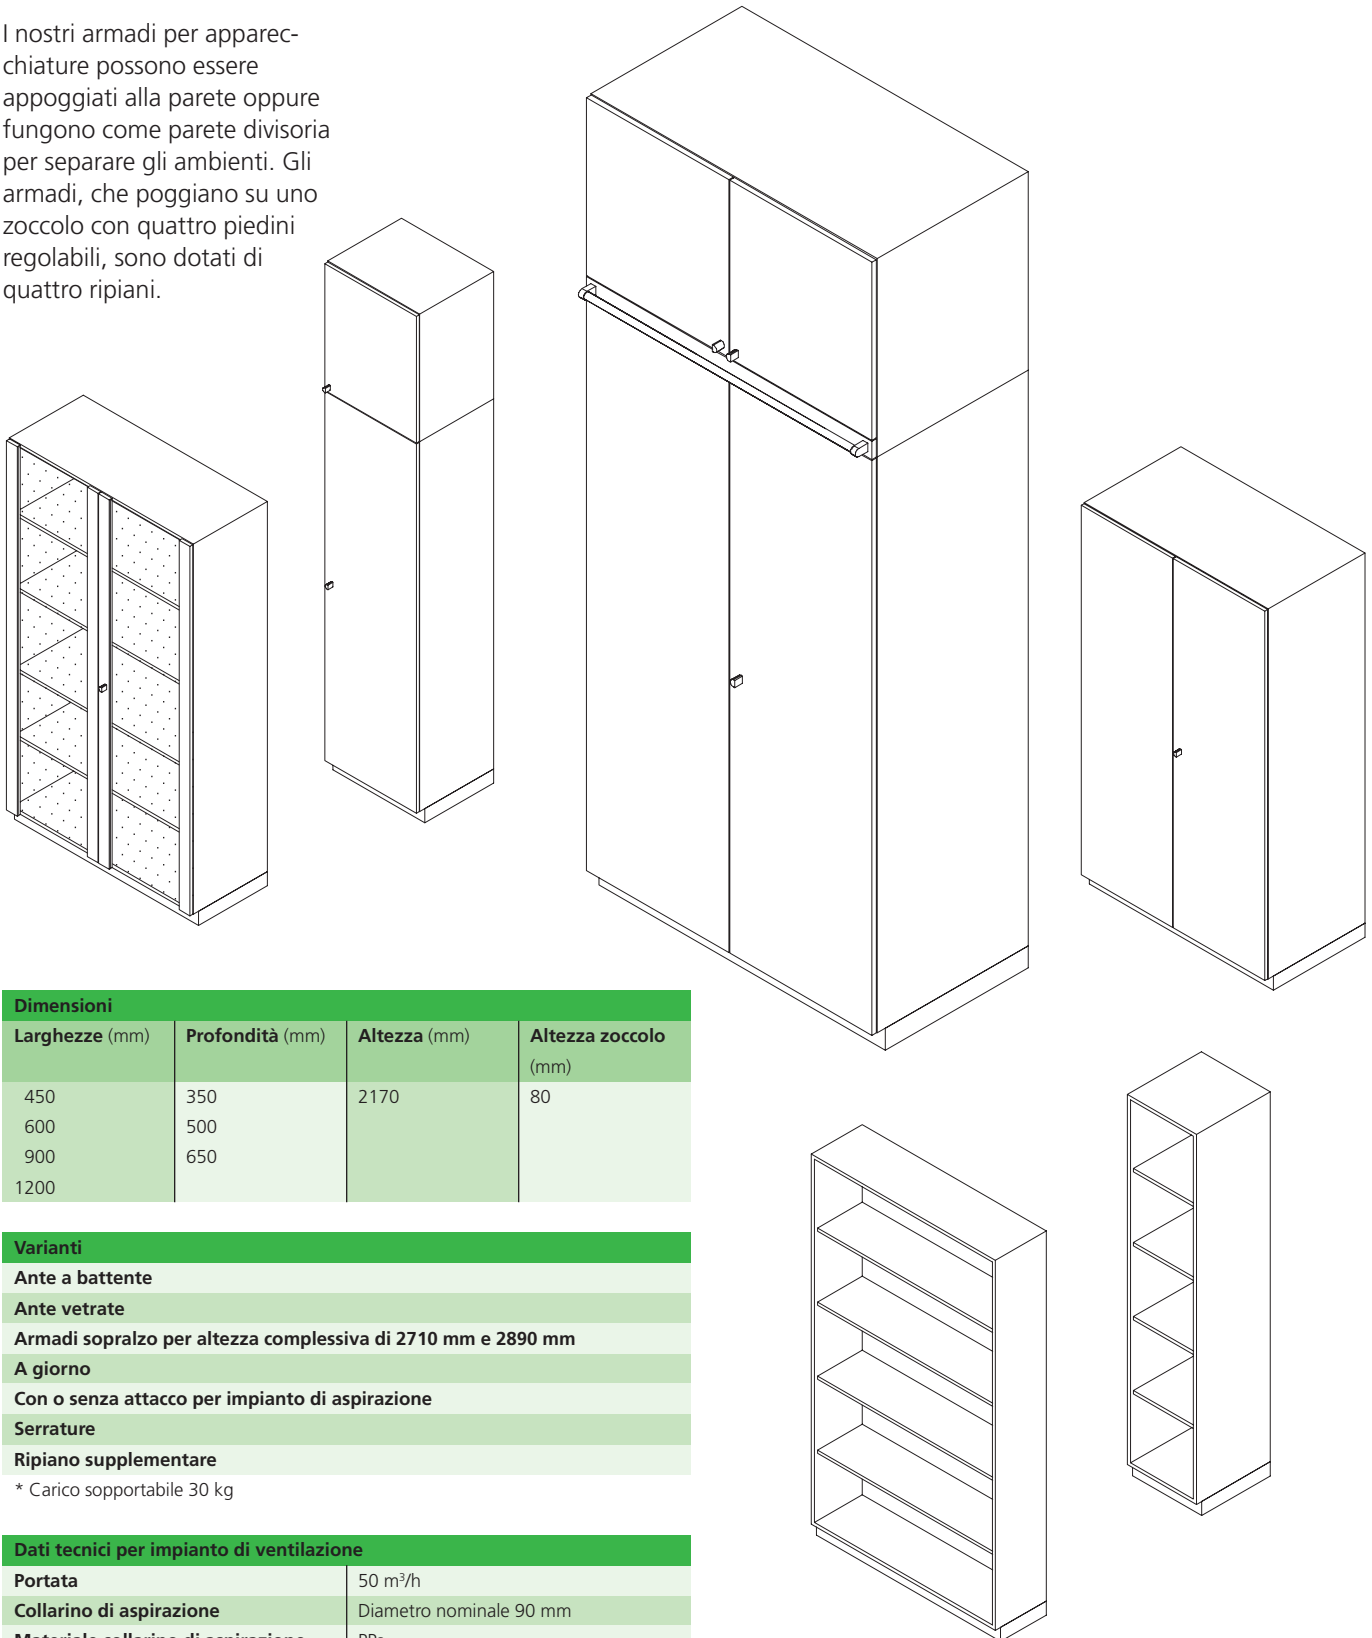 I nostri armadi per apparec-
chiature possono essere
appoggiati alla parete oppure
fungono come parete divisoria
per separare gli ambienti. Gli
armadi, che poggiano su uno
zoccolo con quattro piedini
regolabili, sono dotati di
quattro ripiani.
Dimensioni
Larghezze (mm) Profondità (mm) Altezza (mm) Altezza zoccolo
(mm)
450 350 2170 80
600 500
900 650
1200
Varianti
Ante a battente
Ante vetrate
Armadi sopralzo per altezza complessiva di 2710 mm e 2890 mm
A giorno
Con o senza attacco per impianto di aspirazione
Serrature
Ripiano supplementare
* Carico sopportabile 30 kg
Dati tecnici per impianto di ventilazione
Portata 50 m³/h
Collarino di aspirazione Diametro nominale 90 mm
Materiale collarino di aspirazione